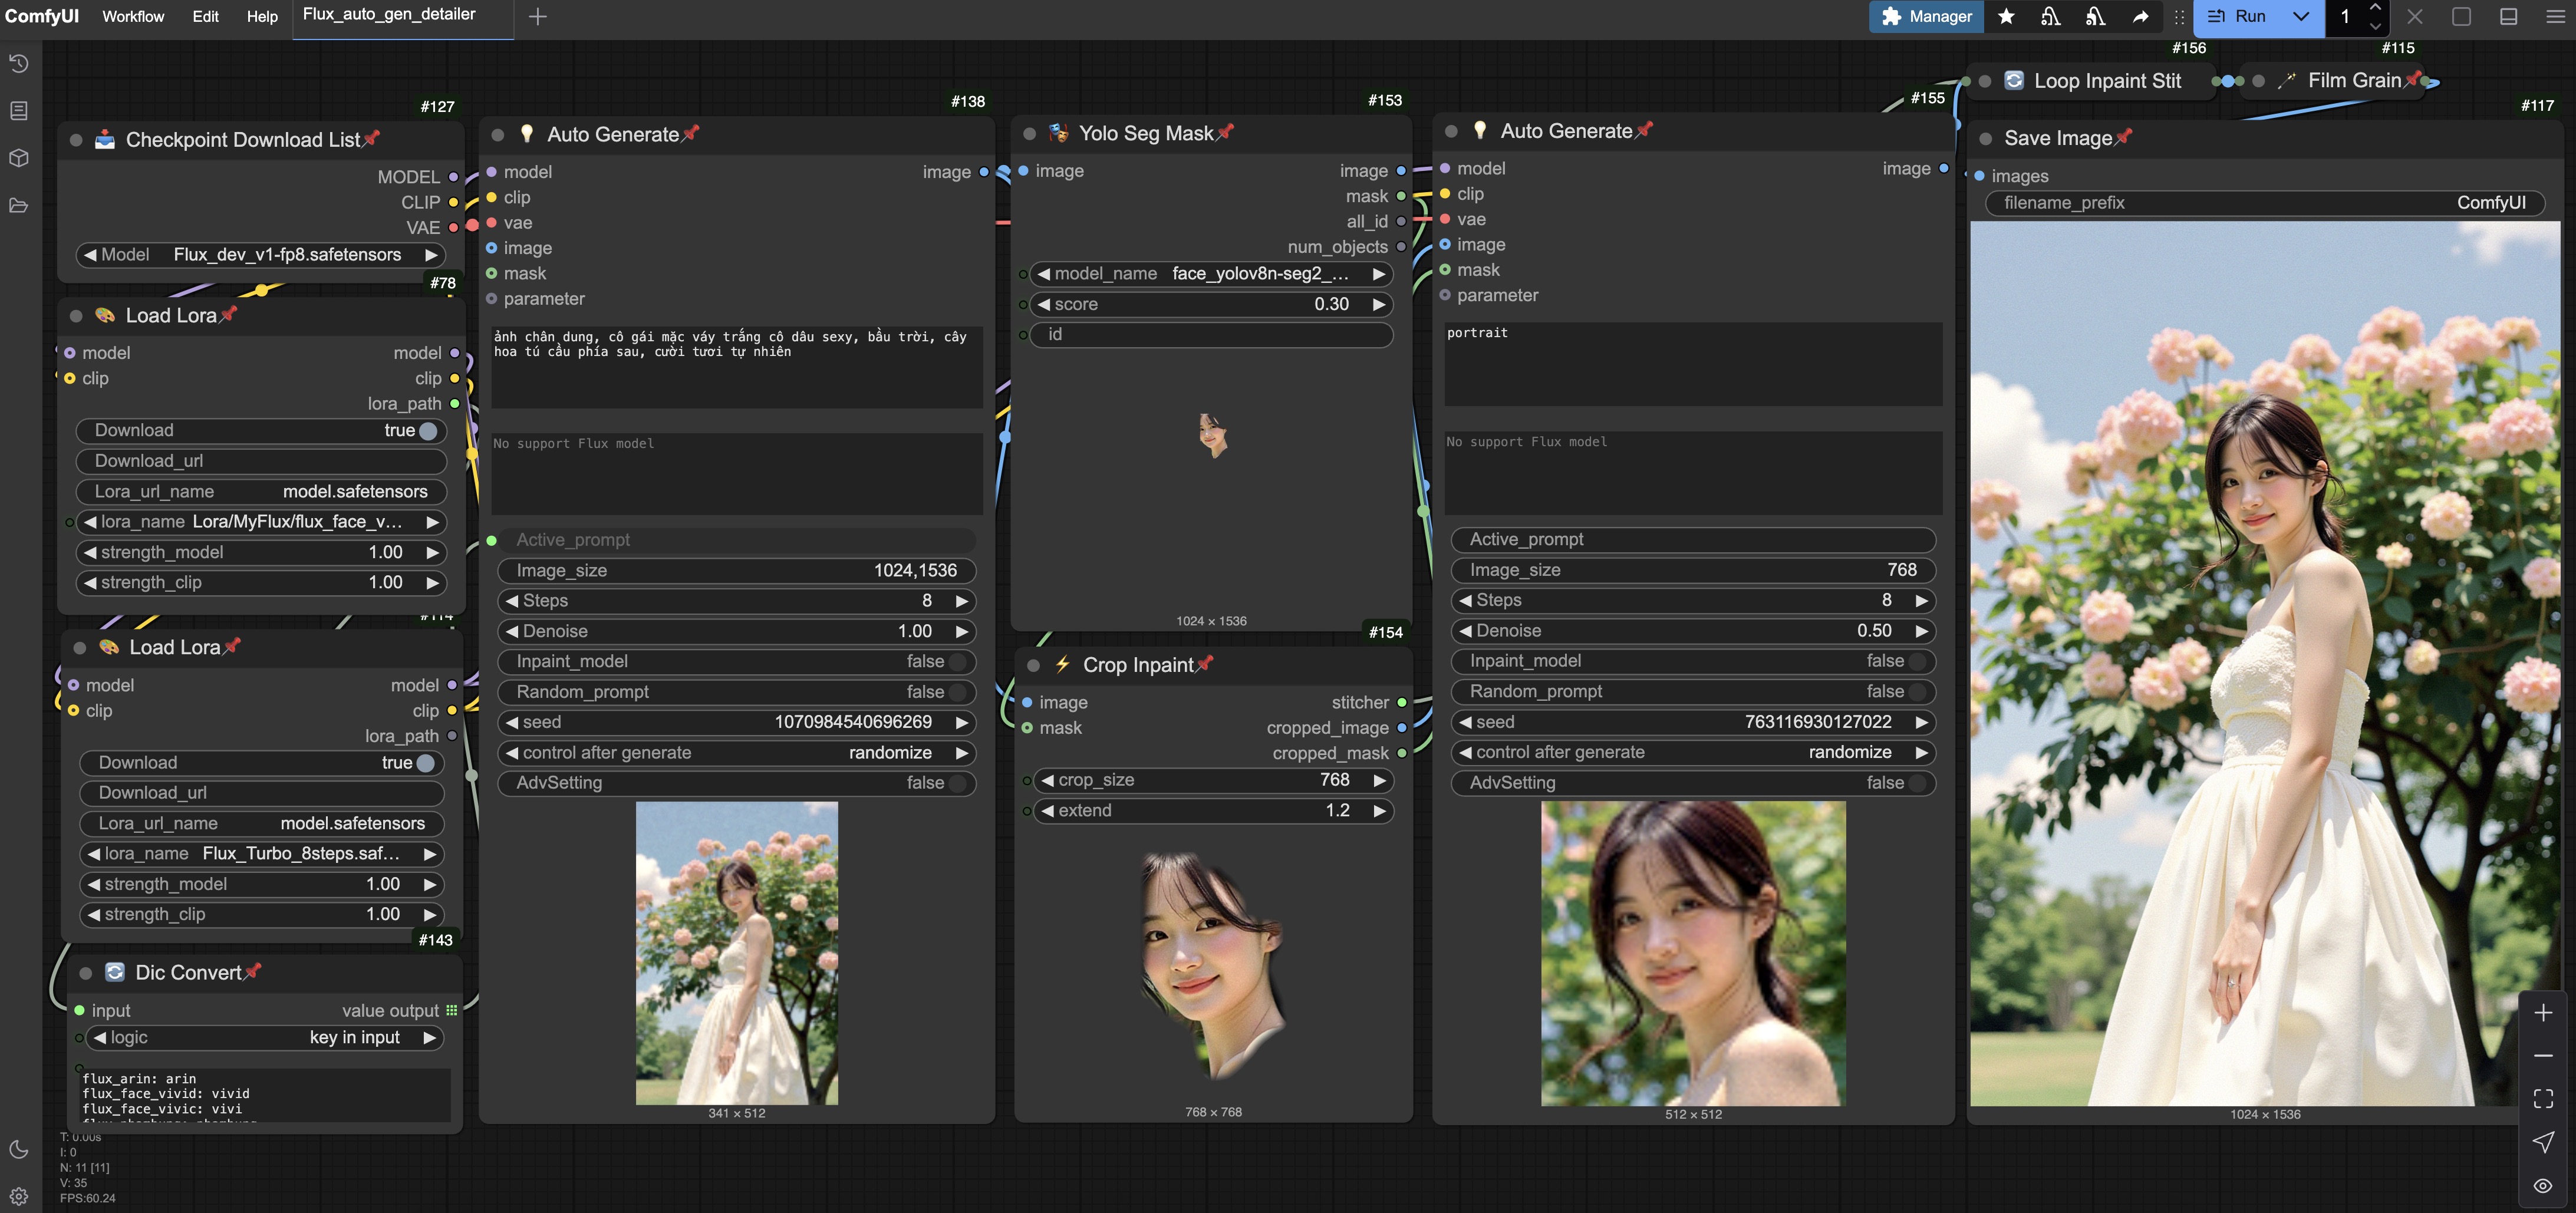 ComfyUI Workflow Edit Help Flux_auto_gen_detailer
Manager Run 1
#127
Checkpoint Download List
MODEL
CLIP
VAE
Model Flux_dev_v1-fp8.safetensors
#78
Load Lora
model model
clip clip
lora_path
Download true
Download_url
Lora_url_name model.safetensors
lora_name Lora/MyFlux/flux_face_v...
strength_model 1.00
strength_clip 1.00
#114
Load Lora
model model
clip clip
lora_path
Download true
Download_url
Lora_url_name model.safetensors
lora_name Flux_Turbo_8steps.saf...
strength_model 1.00
strength_clip 1.00
#143
Dic Convert
input value output
logic key in input
flux_arin: arin
flux_face_vivid: vivid
flux_face_vivic: vivi
T: 0.00s
I: 0
N: 11 [11]
V: 35
FPS:60.24
#138
Auto Generate
model image
clip
vae
image
mask
parameter
ảnh chân dung, cô gái mặc váy trắng cô dâu sexy, bầu trời, cây
hoa tú cầu phía sau, cười tươi tự nhiên
No support Flux model
Active_prompt
Image_size 1024,1536
Steps 8
Denoise 1.00
Inpaint_model false
Random_prompt false
seed 1070984540696269
control after generate randomize
AdvSetting false
341 × 512
#153
Yolo Seg Mask
image image
mask
all_id
num_objects
model_name face_yolov8n-seg2_...
score 0.30
id
1024 × 1536
#154
Crop Inpaint
image stitcher
mask cropped_image
cropped_mask
crop_size 768
extend 1.2
768 × 768
#155
Auto Generate
model image
clip
vae
image
mask
parameter
portrait
No support Flux model
Active_prompt
Image_size 768
Steps 8
Denoise 0.50
Inpaint_model false
Random_prompt false
seed 763116930127022
control after generate randomize
AdvSetting false
512 × 512
#156
Loop Inpaint Stit
#115
Film Grain
#117
Save Image
images
filename_prefix ComfyUI
1024 × 1536